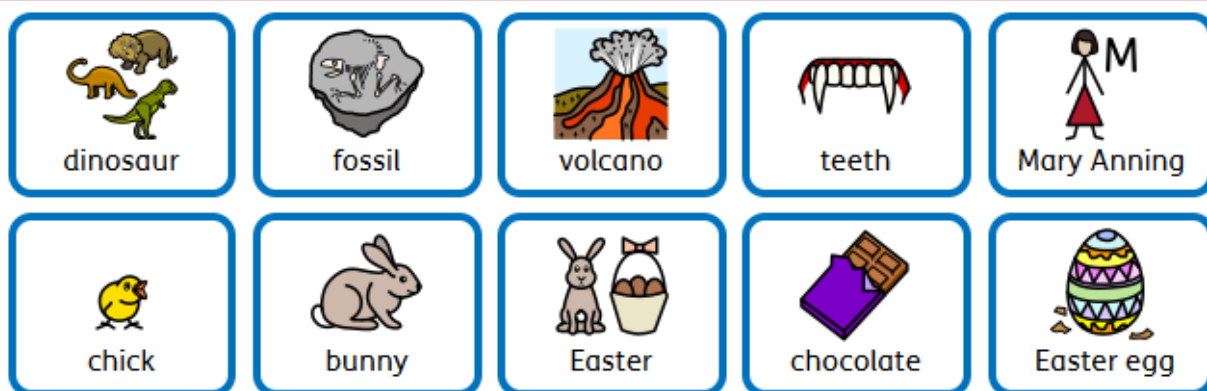 dinosaur fossil volcano teeth M Mary Anning
chick bunny Easter chocolate Easter egg